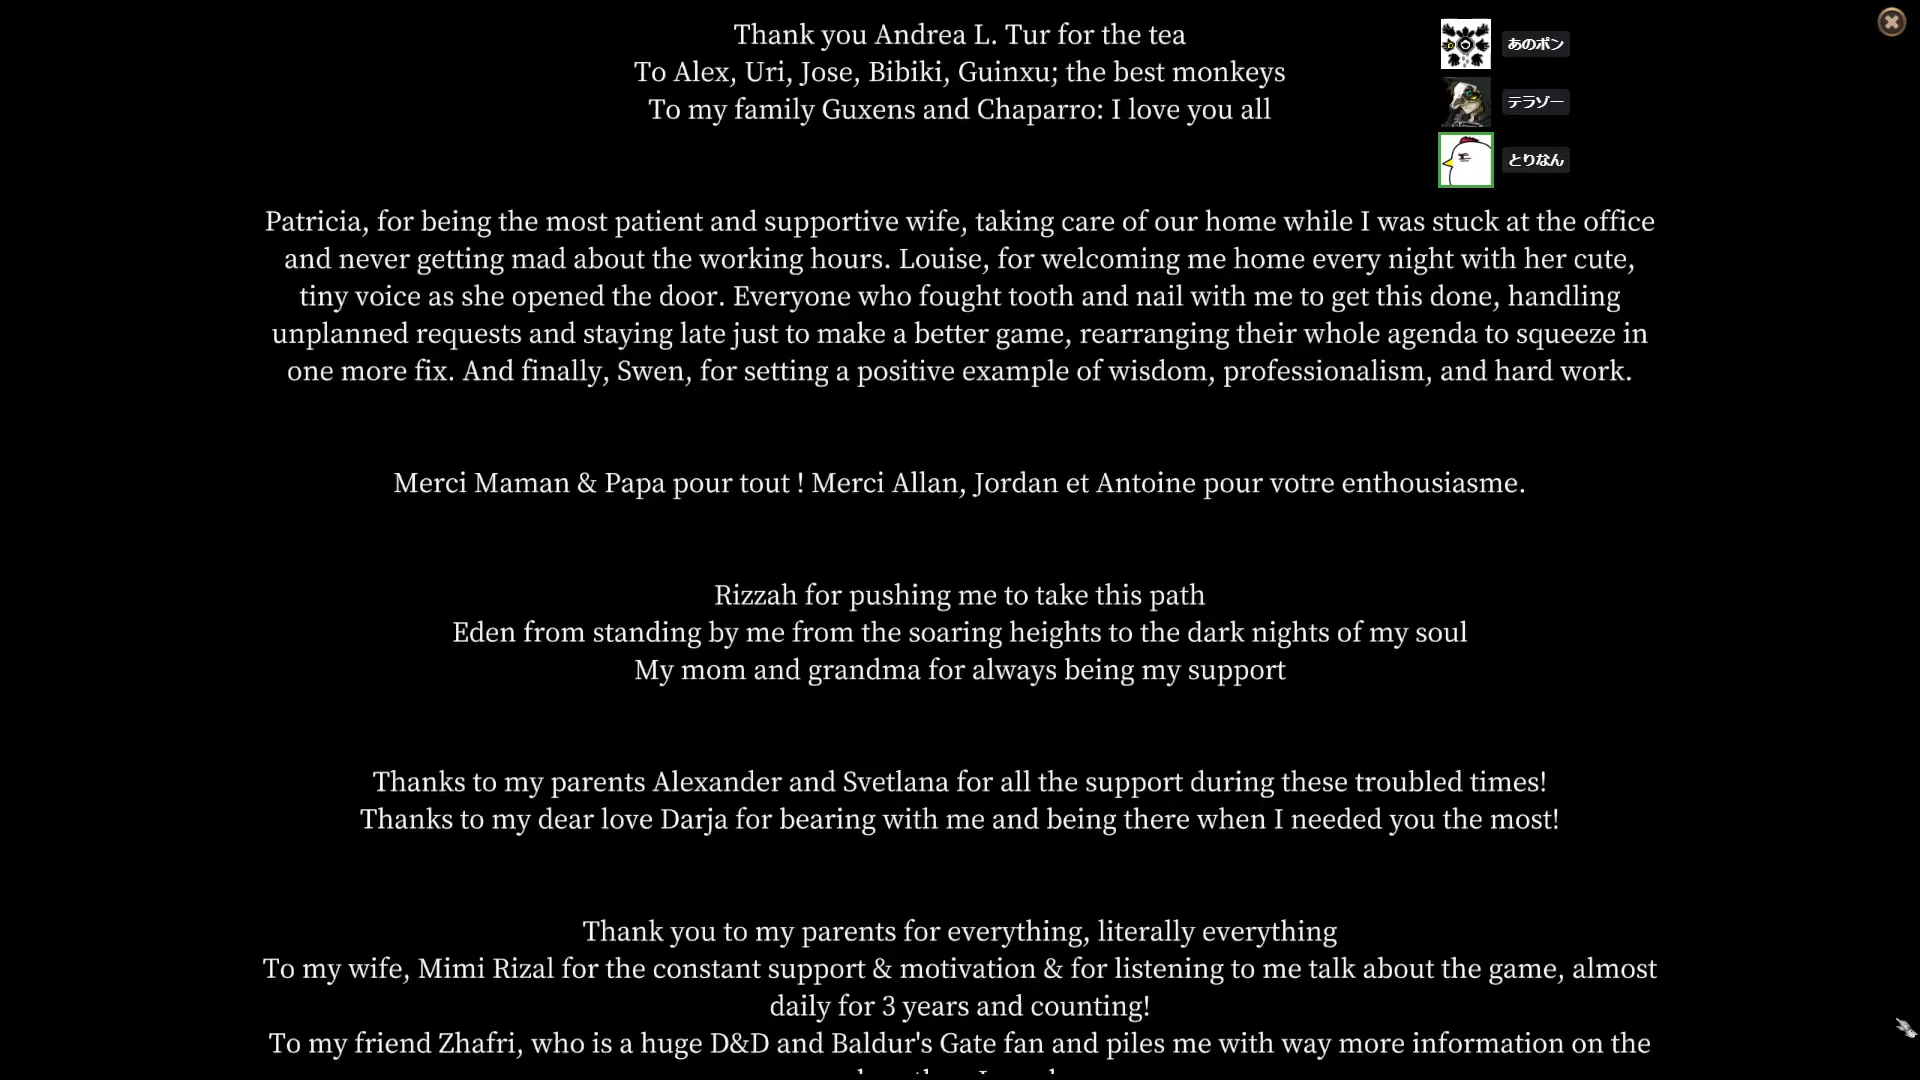 Thank you Andrea L. Tur for the tea
To Alex, Uri, Jose, Bibiki, Guinxu; the best monkeys
To my family Guxens and Chaparro: I love you all
あのポン
テラゾー
とりなん
Patricia, for being the most patient and supportive wife, taking care of our home while I was stuck at the office
and never getting mad about the working hours. Louise, for welcoming me home every night with her cute,
tiny voice as she opened the door. Everyone who fought tooth and nail with me to get this done, handling
unplanned requests and staying late just to make a better game, rearranging their whole agenda to squeeze in
one more fix. And finally, Swen, for setting a positive example of wisdom, professionalism, and hard work.
Merci Maman & Papa pour tout ! Merci Allan, Jordan et Antoine pour votre enthousiasme.
Rizzah for pushing me to take this path
Eden from standing by me from the soaring heights to the dark nights of my soul
My mom and grandma for always being my support
Thanks to my parents Alexander and Svetlana for all the support during these troubled times!
Thanks to my dear love Darja for bearing with me and being there when I needed you the most!
Thank you to my parents for everything, literally everything
To my wife, Mimi Rizal for the constant support & motivation & for listening to me talk about the game, almost
daily for 3 years and counting!
To my friend Zhafri, who is a huge D&D and Baldur's Gate fan and piles me with way more information on the